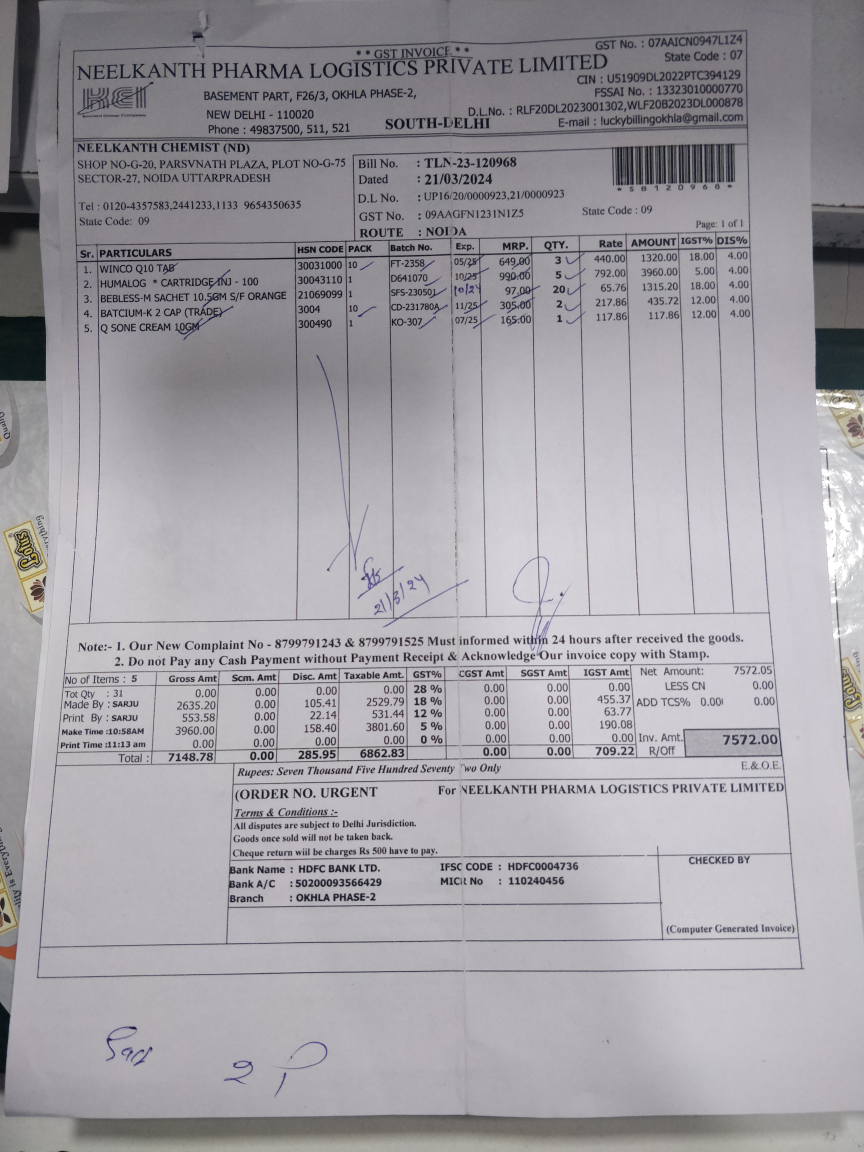 * * GST INVOICE * *
GST No. : 07AAICN0947L1Z4
State Code : 07
NEELKANTH PHARMA LOGISTICS PRIVATE LIMITED
CIN : U51909DL2022PTC394129
FSSAI No. : 13323010000770
KEI
BASEMENT PART, F26/3, OKHLA PHASE-2,
D.L.No. : RLF20DL2023001302,WLF20B2023DL000878
NEW DELHI - 110020
E-mail : luckybillingokhla@gmail.com
Phone : 49837500, 511, 521
SOUTH-DELHI
NEELKANTH CHEMIST (ND)
SHOP NO-G-20, PARSVNATH PLAZA, PLOT NO-G-75
SECTOR-27, NOIDA UTTARPRADESH
Tel : 0120-4357583,2441233,1133 9654350635
State Code: 09
Bill No. : TLN-23-120968
Dated : 21/03/2024
D.L No. : UP16/20/0000923,21/0000923
GST No. : 09AAGFN1231N1Z5
State Code : 09
ROUTE : NOIDA
*58120968*
Page: 1 of 1
Sr. PARTICULARS HSN CODE PACK Batch No. Exp. MRP. QTY. Rate AMOUNT IGST% DIS%
1. WINCO Q10 TAB 30031000 10 FT-2358 05/25 649.00 3 440.00 1320.00 18.00 4.00
2. HUMALOG * CARTRIDGE INJ - 100 30043110 1 D641070 10/25 990.00 5 792.00 3960.00 5.00 4.00
3. BEBLESS-M SACHET 10.5GM S/F ORANGE 21069099 1 SFS-230501 10/24 97.00 20 65.76 1315.20 18.00 4.00
4. BATCIUM-K 2 CAP (TRADE) 3004 10 CD-231780A 11/25 305.00 2 217.86 435.72 12.00 4.00
5. Q SONE CREAM 10GM 300490 1 KO-307 07/25 165.00 1 117.86 117.86 12.00 4.00
21/3/24
Note:- 1. Our New Complaint No - 8799791243 & 8799791525 Must informed within 24 hours after received the goods.
2. Do not Pay any Cash Payment without Payment Receipt & Acknowledge Our invoice copy with Stamp.
No of Items : 5 Gross Amt Scm. Amt Disc. Amt Taxable Amt. GST% CGST Amt SGST Amt IGST Amt Net Amount: 7572.05
Tot Qty : 31 0.00 0.00 0.00 0.00 28 % 0.00 0.00 0.00 LESS CN 0.00
Made By : SARJU 2635.20 0.00 105.41 2529.79 18 % 0.00 0.00 455.37 ADD TCS% 0.00 0.00
Print By : SARJU 553.58 0.00 22.14 531.44 12 % 0.00 0.00 63.77
Make Time :10:58AM 3960.00 0.00 158.40 3801.60 5 % 0.00 0.00 190.08
Print Time :11:13 am 0.00 0.00 0.00 0.00 0 % 0.00 0.00 0.00 Inv. Amt. 7572.00
Total : 7148.78 0.00 285.95 6862.83 0.00 0.00 709.22 R/Off
Rupees: Seven Thousand Five Hundred Seventy Two Only
E.&.O.E.
(ORDER NO. URGENT
For NEELKANTH PHARMA LOGISTICS PRIVATE LIMITED
Terms & Conditions :-
All disputes are subject to Delhi Jurisdiction.
Goods once sold will not be taken back.
Cheque return wiil be charges Rs 500 have to pay.
Bank Name : HDFC BANK LTD. IFSC CODE : HDFC0004736
Bank A/C : 50200093566429 MICR No : 110240456
Branch : OKHLA PHASE-2
CHECKED BY
(Computer Generated Invoice)
2 P
Lotus